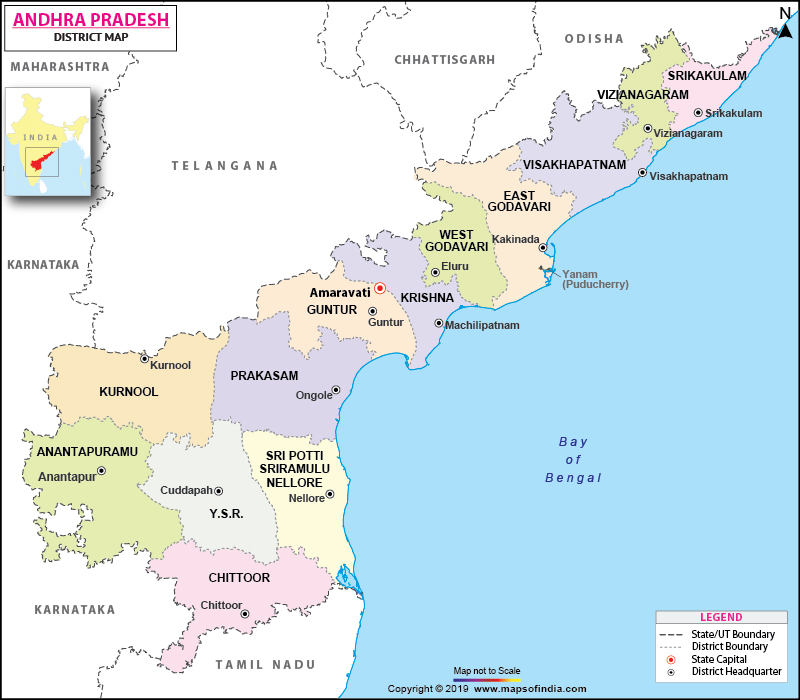 ANDHRA PRADESH
DISTRICT MAP
N
MAHARASHTRA
CHHATTISGARH
ODISHA
INDIA
TELANGANA
KARNATAKA
SRIKAKULAM
Srikakulam
VIZIANAGARAM
Vizianagaram
VISAKHAPATNAM
Visakhapatnam
EAST
GODAVARI
Kakinada
Yanam
(Puducherry)
WEST
GODAVARI
Eluru
KRISHNA
Machilipatnam
Amaravati
GUNTUR
Guntur
PRAKASAM
Ongole
Kurnool
KURNOOL
ANANTAPURAMU
Anantapur
Cuddapah
Y.S.R.
SRI POTTI
SRIRAMULU
NELLORE
Nellore
CHITTOOR
Chittoor
KARNATAKA
TAMIL NADU
Bay
of
Bengal
LEGEND
State/UT Boundary
District Boundary
State Capital
District Headquarter
Map not to Scale
Copyright © 2019 www.mapsofindia.com